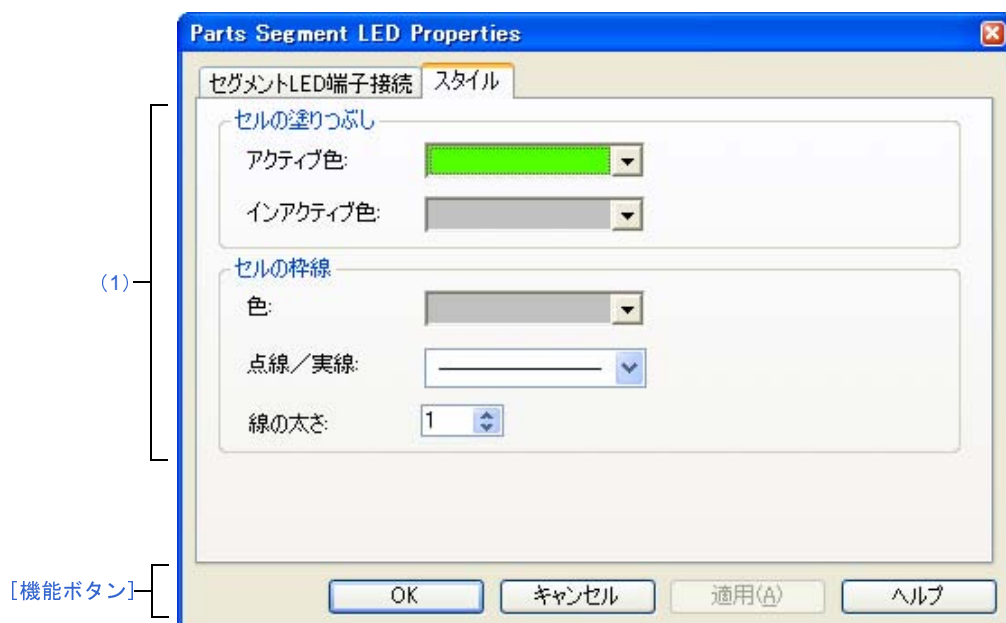 Parts Segment LED Properties
セグメントLED端子接続 スタイル
セルの塗りつぶし
アクティブ色:
インアクティブ色:
セルの枠線
(1)
色:
点線／実線:
線の太さ: 1
[機能ボタン]
OK キャンセル 適用(A) ヘルプ